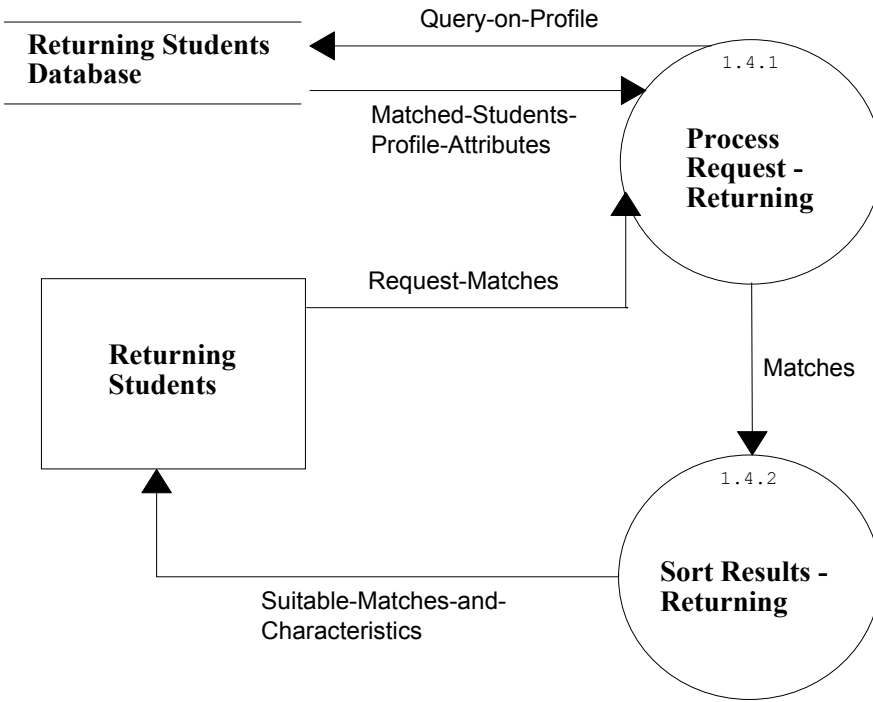 Query-on-Profile
Returning Students
Database
1.4.1
Matched-Students-
Profile-Attributes
Process
Request -
Returning
Request-Matches
Returning
Students
Matches
1.4.2
Sort Results -
Returning
Suitable-Matches-and-
Characteristics